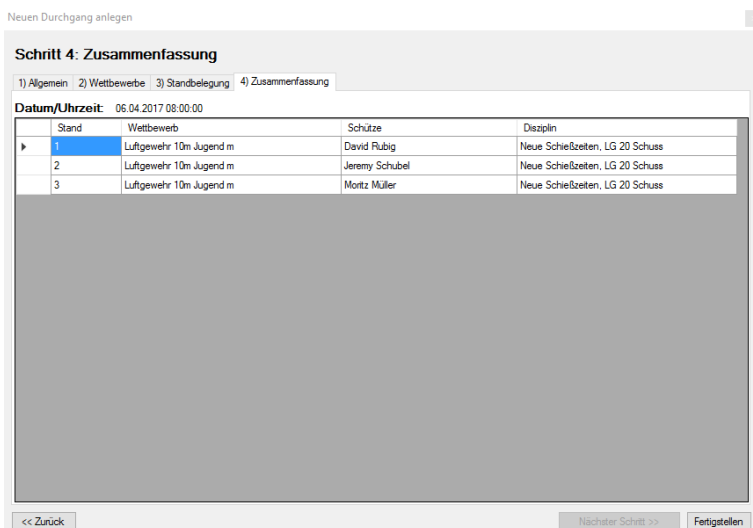 Neuen Durchgang anlegen
Schritt 4: Zusammenfassung
1) Allgemein 2) Wettbewerbe 3) Standbelegung 4) Zusammenfassung
Datum/Uhrzeit: 06.04.2017 08:00:00
Stand Wettbewerb Schütze Disziplin
1 Luftgewehr 10m Jugend m David Rubig Neue Schießzeiten, LG 20 Schuss
2 Luftgewehr 10m Jugend m Jeremy Schubel Neue Schießzeiten, LG 20 Schuss
3 Luftgewehr 10m Jugend m Moritz Müller Neue Schießzeiten, LG 20 Schuss
<< Zurück Nächster Schritt >> Fertigstellen